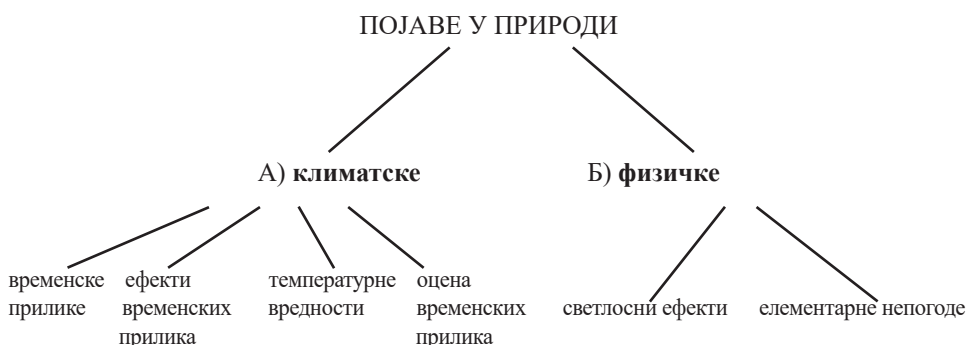 ПОЈАВЕ У ПРИРОДИ
А) климатске
Б) физичке
временске
прилике
ефекти
временских
прилика
температурне
вредности
оцена
временских
прилика
светлосни ефекти
елементарне непогоде